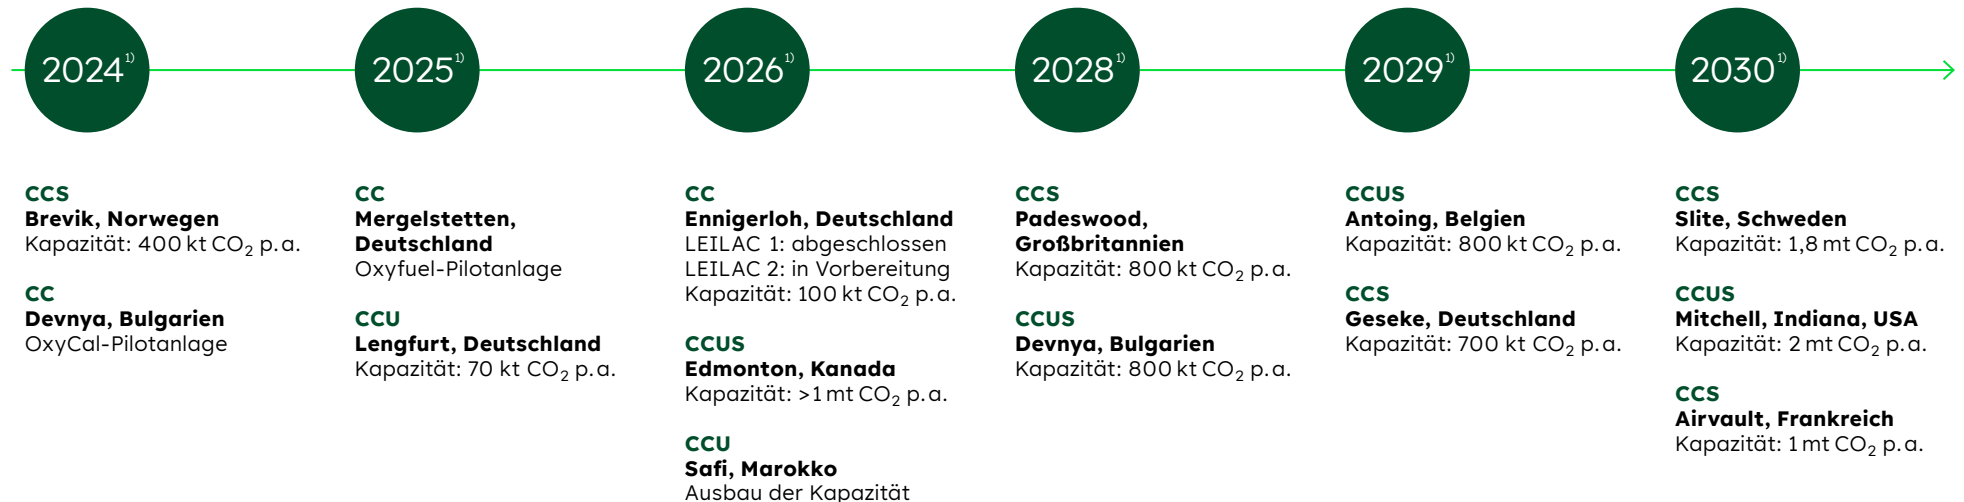 2024¹⁾
2025¹⁾
2026¹⁾
2028¹⁾
2029¹⁾
2030¹⁾
CCS
Brevik, Norwegen
Kapazität: 400 kt CO₂ p. a.
CC
Devnya, Bulgarien
OxyCal-Pilotanlage
CC
Mergelstetten,
Deutschland
Oxyfuel-Pilotanlage
CCU
Lengfurt, Deutschland
Kapazität: 70 kt CO₂ p. a.
CC
Ennigerloh, Deutschland
LEILAC 1: abgeschlossen
LEILAC 2: in Vorbereitung
Kapazität: 100 kt CO₂ p. a.
CCUS
Edmonton, Kanada
Kapazität: >1 mt CO₂ p. a.
CCU
Safi, Marokko
Ausbau der Kapazität
CCS
Padeswood,
Großbritannien
Kapazität: 800 kt CO₂ p. a.
CCUS
Devnya, Bulgarien
Kapazität: 800 kt CO₂ p. a.
CCUS
Antoing, Belgien
Kapazität: 800 kt CO₂ p. a.
CCS
Geseke, Deutschland
Kapazität: 700 kt CO₂ p. a.
CCS
Slite, Schweden
Kapazität: 1,8 mt CO₂ p. a.
CCUS
Mitchell, Indiana, USA
Kapazität: 2 mt CO₂ p. a.
CCS
Airvault, Frankreich
Kapazität: 1 mt CO₂ p. a.